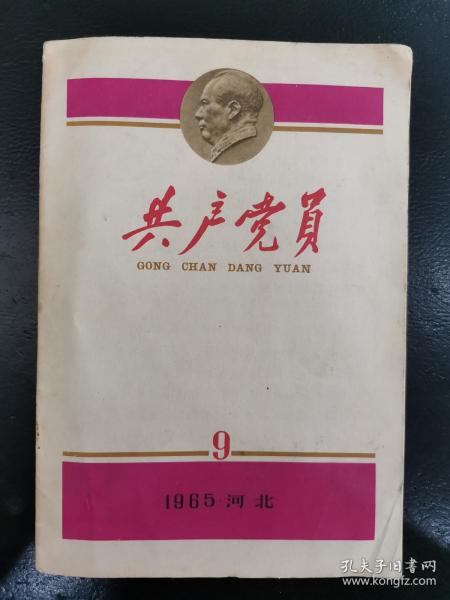 共产党員
GONG CHAN DANG YUAN
9
1965 河北
孔夫子旧书网
www.kongfz.com